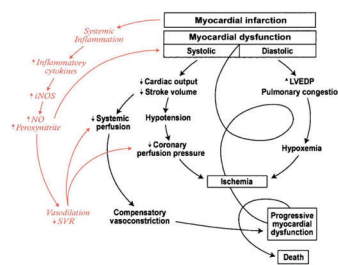 Myocardial infarction
Systemic
Inflammation
Myocardial dysfunction
Systolic
Diastolic
Inflammatory
cytokines
Cardiac output
Stroke volume
LVEDP
Pulmonary congestio
iNOS
NO
Peroxynitrite
Systemic
perfusion
Hypotension
Coronary
perfusion pressure
Hypoxemia
Ischemia
Vasodilation
SVR
Compensatory
vasoconstriction
Progressive
myocardial
dysfunction
Death